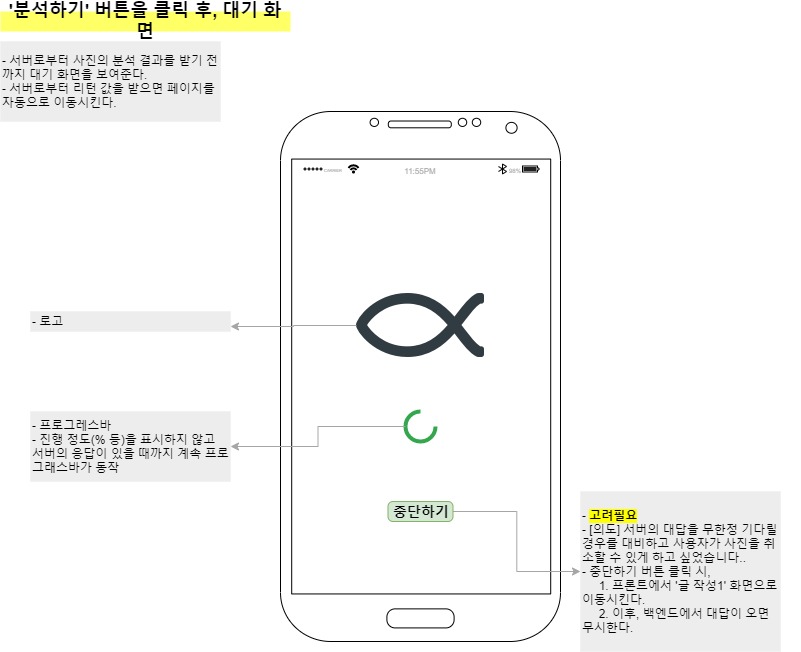 '분석하기' 버튼을 클릭 후, 대기 화
면
- 서버로부터 사진의 분석 결과를 받기 전
까지 대기 화면을 보여준다.
- 서버로부터 리턴 값을 받으면 페이지를
자동으로 이동시킨다.
11:55PM
98%
- 로고
- 프로그레스바
- 진행 정도(% 등)을 표시하지 않고
서버의 응답이 있을 때까지 계속 프로
그래스바가 동작
중단하기
- 고려필요
- [의도] 서버의 대답을 무한정 기다릴
경우를 대비하고 사용자가 사진을 취
소할 수 있게 하고 싶었습니다..
- 중단하기 버튼 클릭 시,
1. 프론트에서 '글 작성1' 화면으로
이동시킨다.
2. 이후, 백엔드에서 대답이 오면
무시한다.